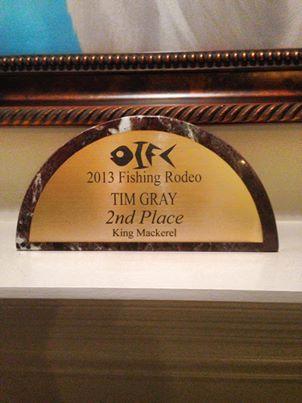 OIFC
2013 Fishing Rodeo
TIM GRAY
2nd Place
King Mackerel